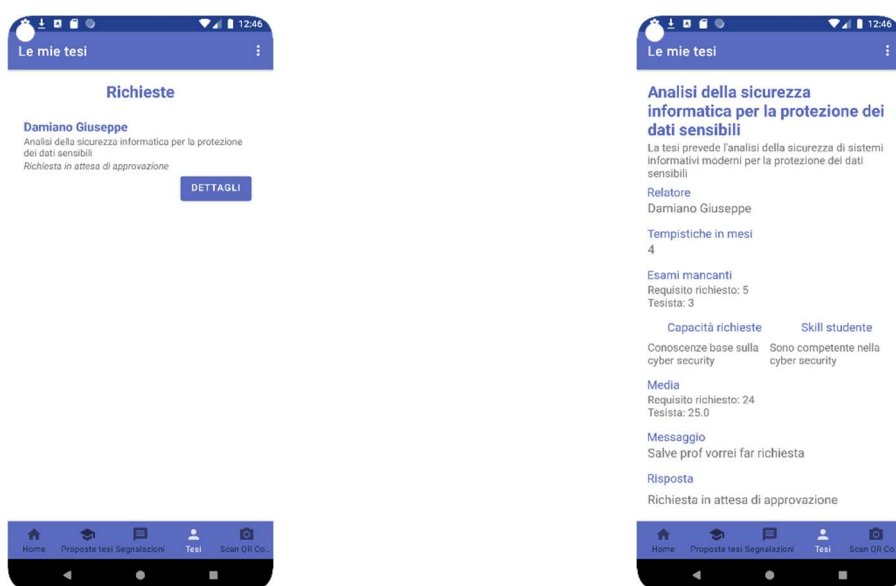 12:46
Le mie tesi
Richieste
Damiano Giuseppe
Analisi della sicurezza informatica per la protezione
dei dati sensibili
Richiesta in attesa di approvazione
DETTAGLI
Home Proposte tesi Segnalazioni Tesi Scan QR Co...
12:46
Le mie tesi
Analisi della sicurezza
informatica per la protezione dei
dati sensibili
La tesi prevede l'analisi della sicurezza di sistemi
informativi moderni per la protezione dei dati
sensibili
Relatore
Damiano Giuseppe
Tempistiche in mesi
4
Esami mancanti
Requisito richiesto: 5
Tesista: 3
Capacità richieste Skill studente
Conoscenze base sulla Sono competente nella
cyber security cyber security
Media
Requisito richiesto: 24
Tesista: 25.0
Messaggio
Salve prof vorrei far richiesta
Risposta
Richiesta in attesa di approvazione
Home Proposte tesi Segnalazioni Tesi Scan QR Co...